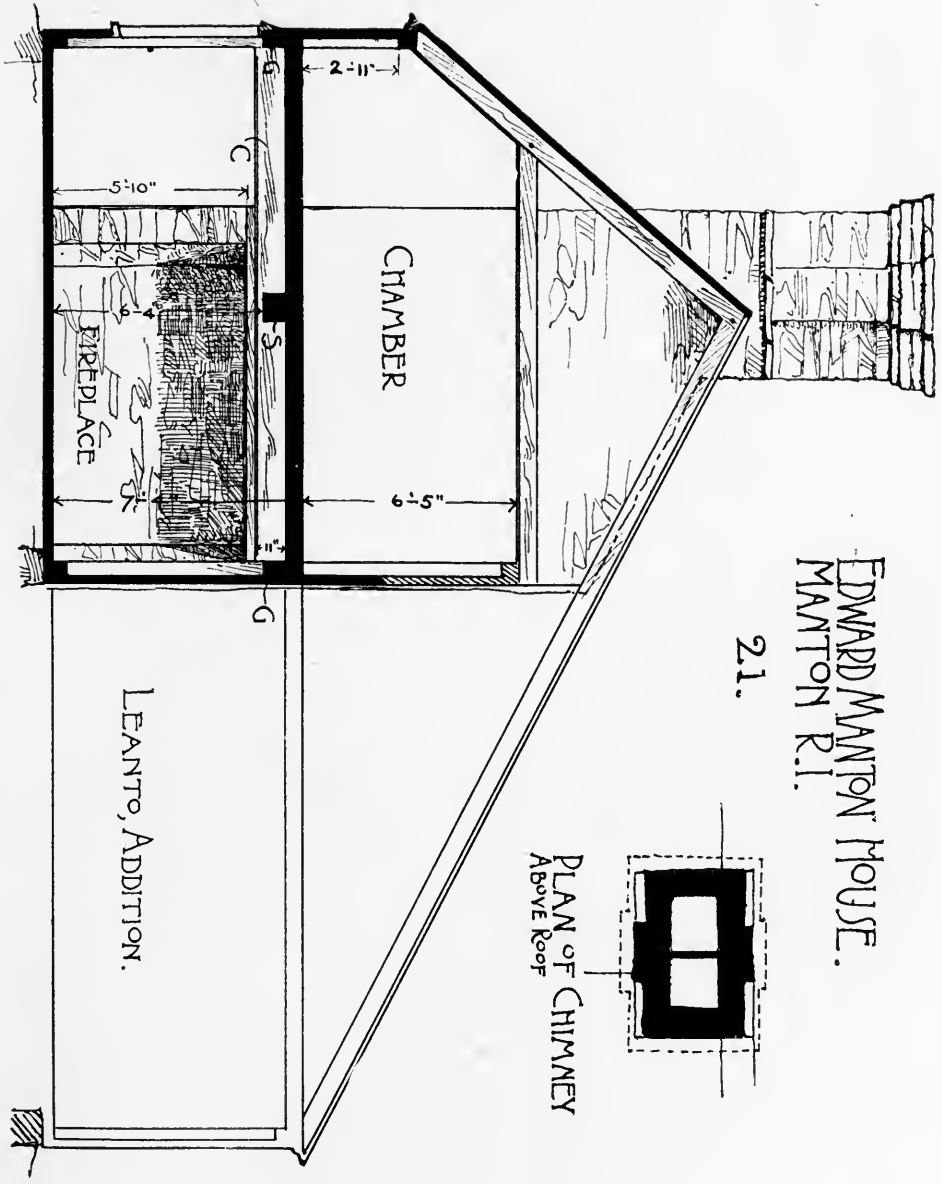 EDWARD MANTON HOUSE.
MANTON R.I.
21.
PLAN OF CHIMNEY
ABOVE ROOF
CHAMBER
2'-11"
6'-5"
G
C
5'-10"
6-4"
S
FIREPLACE
11"
G
LEANTO, ADDITION.